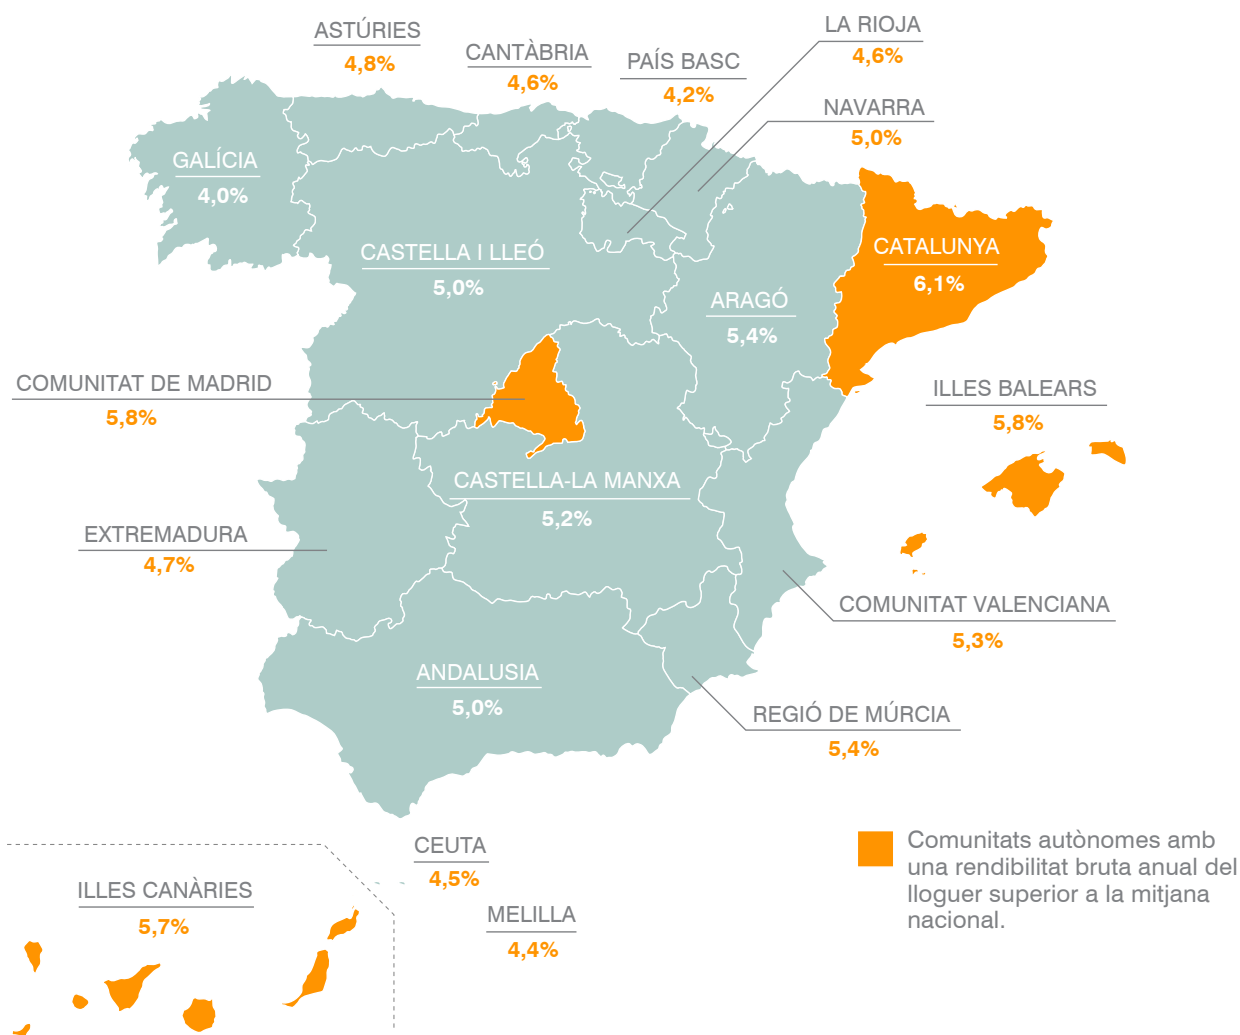 ASTÚRIES
4,8%
CANTÀBRIA
4,6%
PAÍS BASC
4,2%
LA RIOJA
4,6%
NAVARRA
5,0%
GALÍCIA
4,0%
CASTELLA I LLEÓ
5,0%
ARAGÓ
5,4%
CATALUNYA
6,1%
COMUNITAT DE MADRID
5,8%
ILLES BALEARS
5,8%
CASTELLA-LA MANXA
5,2%
EXTREMADURA
4,7%
COMUNITAT VALENCIANA
5,3%
ANDALUSIA
5,0%
REGIÓ DE MÚRCIA
5,4%
CEUTA
4,5%
MELILLA
4,4%
ILLES CANÀRIES
5,7%
Comunitats autònomes amb
una rendibilitat bruta anual del
lloguer superior a la mitjana
nacional.